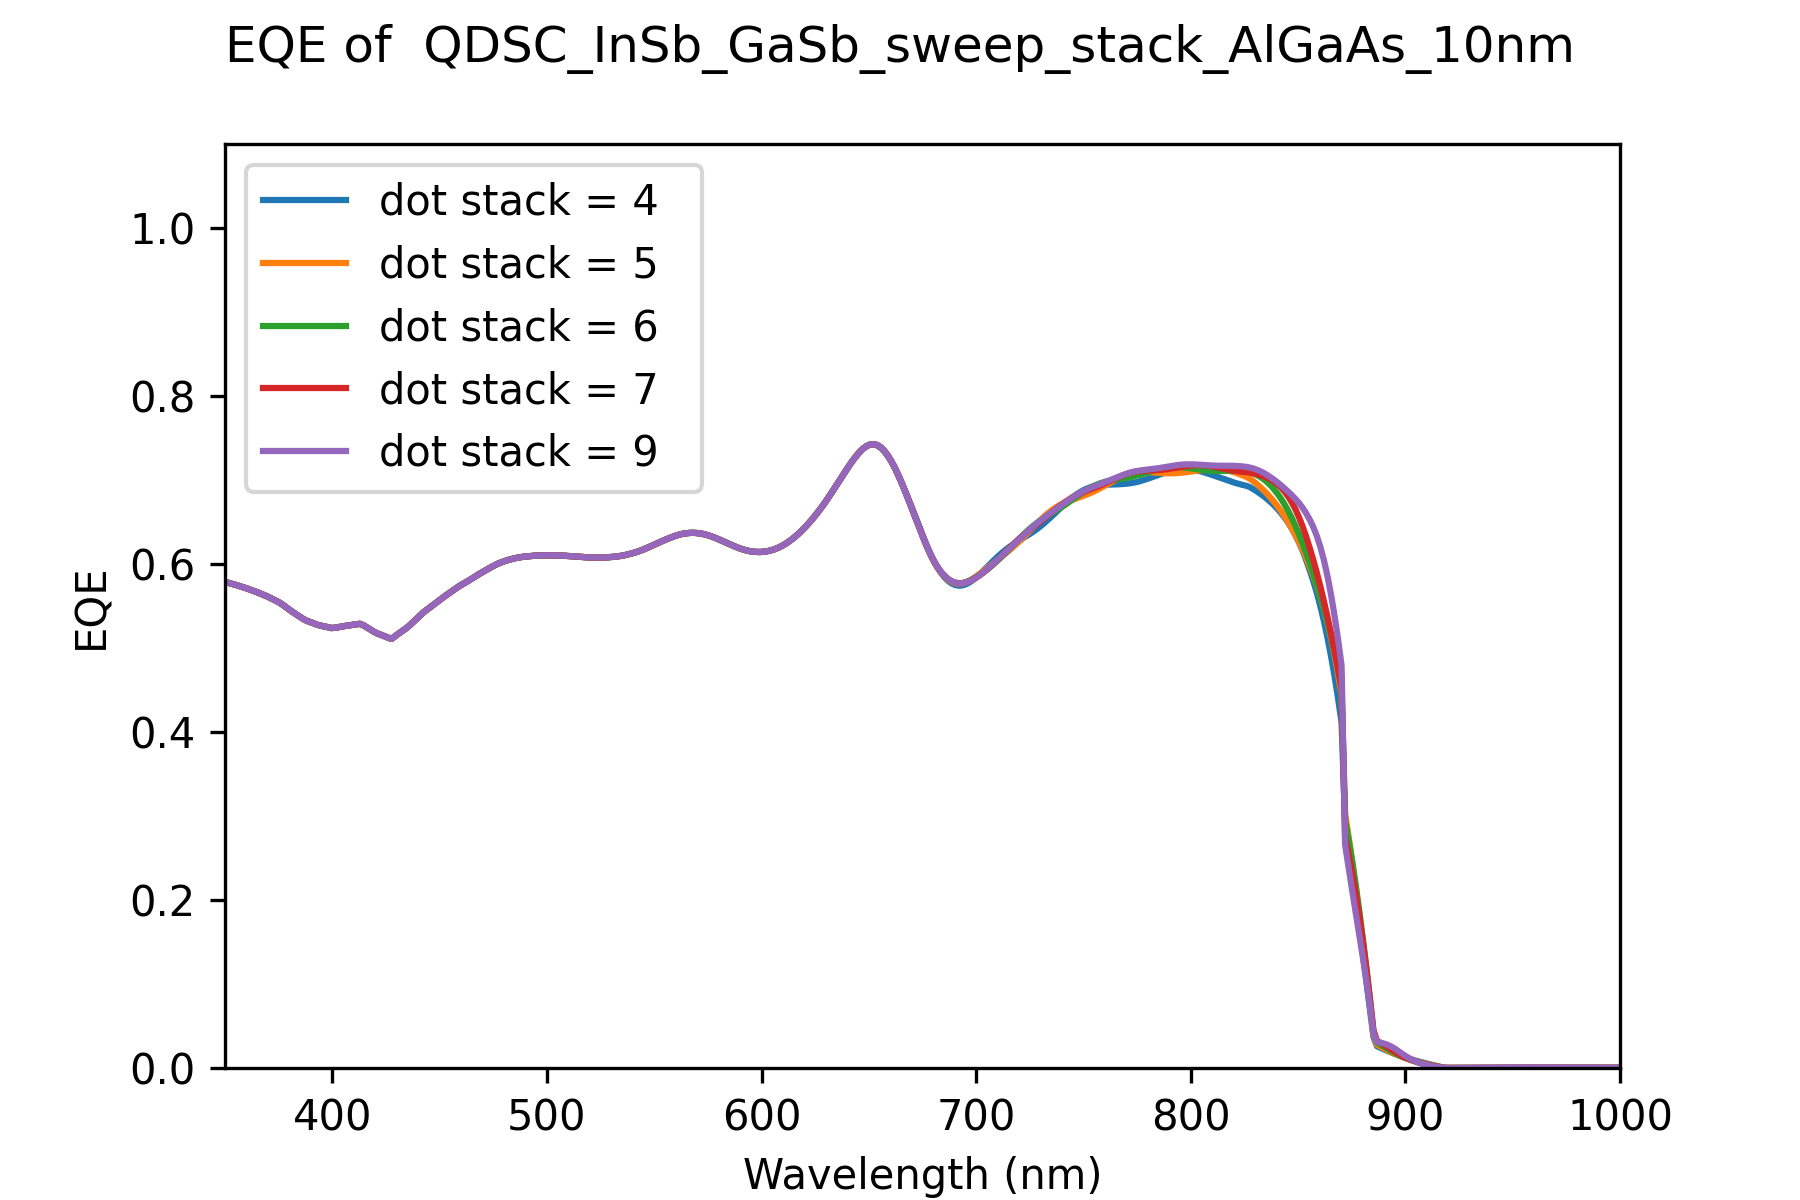 EQE of  QDSC_InSb_GaSb_sweep_stack_AlGaAs_10nm
dot stack = 4
dot stack = 5
dot stack = 6
dot stack = 7
dot stack = 9
1.0
0.8
0.6
0.4
0.2
0.0
EQE
400 500 600 700 800 900 1000
Wavelength (nm)